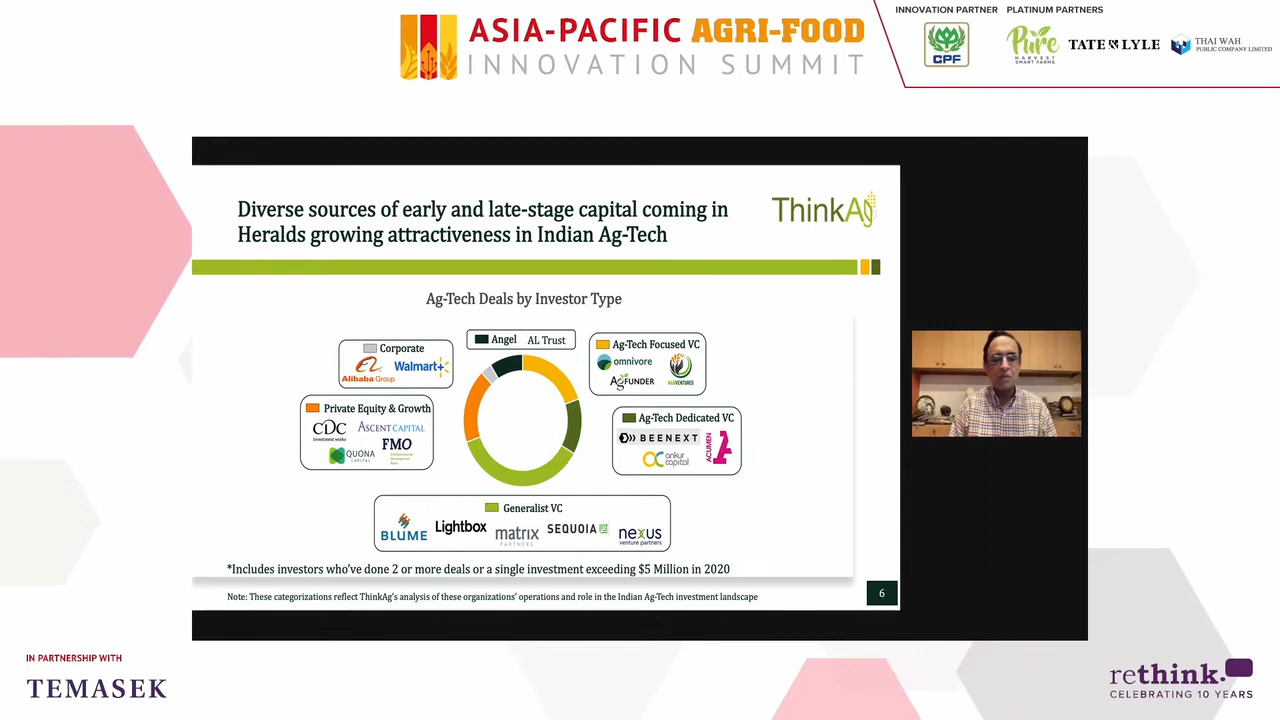 ASIA-PACIFIC AGRI-FOOD
INNOVATION SUMMIT
INNOVATION PARTNER
PLATINUM PARTNERS
CPF
Pure
HARVEST
SMART FARMS
TATE & LYLE
THAI WAH
PUBLIC COMPANY LIMITED
Diverse sources of early and late-stage capital coming in
Heralds growing attractiveness in Indian Ag-Tech
ThinkAg
Ag-Tech Deals by Investor Type
Corporate
Alibaba Group
Walmart
Angel AL Trust
Ag-Tech Focused VC
omnivore
AGFUNDER
NABVENTURES
Private Equity & Growth
CDC
Investment works
ASCENT CAPITAL
FMO
QUONA
CAPITAL
Ag-Tech Dedicated VC
BEENEXT
ankur
capital
ACUMEN
Generalist VC
BLUME
Lightbox
matrix
PARTNERS
SEQUOIA
nexus
venture partners
*Includes investors who've done 2 or more deals or a single investment exceeding $5 Million in 2020
Note: These categorizations reflect ThinkAg's analysis of these organizations' operations and role in the Indian Ag-Tech investment landscape
6
IN PARTNERSHIP WITH
TEMASEK
rethink.
CELEBRATING 10 YEARS